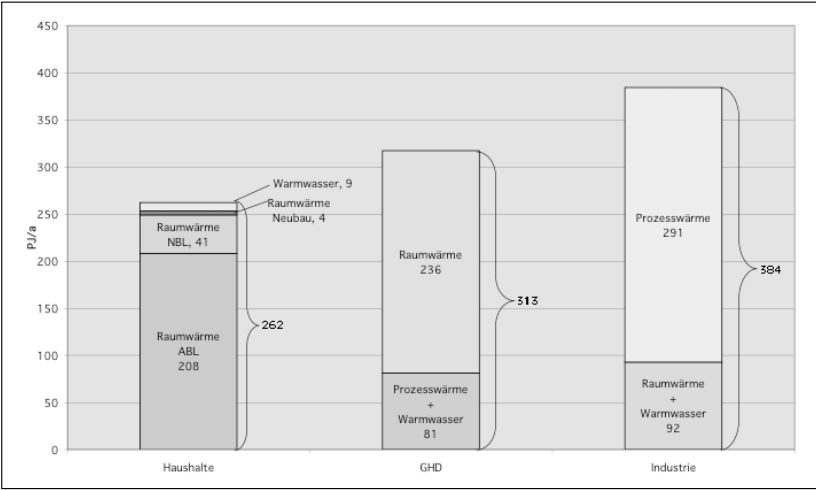 450
400
350
300
250
200
150
100
50
0
PJ/a
Warmwasser, 9
Raumwärme
Neubau, 4
Raumwärme
NBL, 41
Raumwärme
ABL
208
262
Raumwärme
236
Prozesswärme
+
Warmwasser
81
313
Prozesswärme
291
Raumwärme
+
Warmwasser
92
384
Haushalte
GHD
Industrie